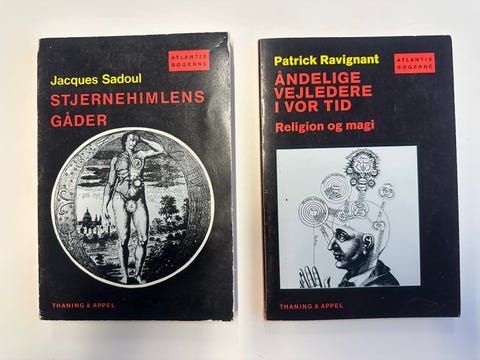 Jacques Sadoul
ATLANTIS
BØGERNE
STJERNEHIMLENS
GÅDER
THANING & APPEL
Patrick Ravignant
ATLANTIS
BØGERNE
ÅNDELIGE
VEJLEDERE
I VOR TID
Religion og magi
THANING & APPEL